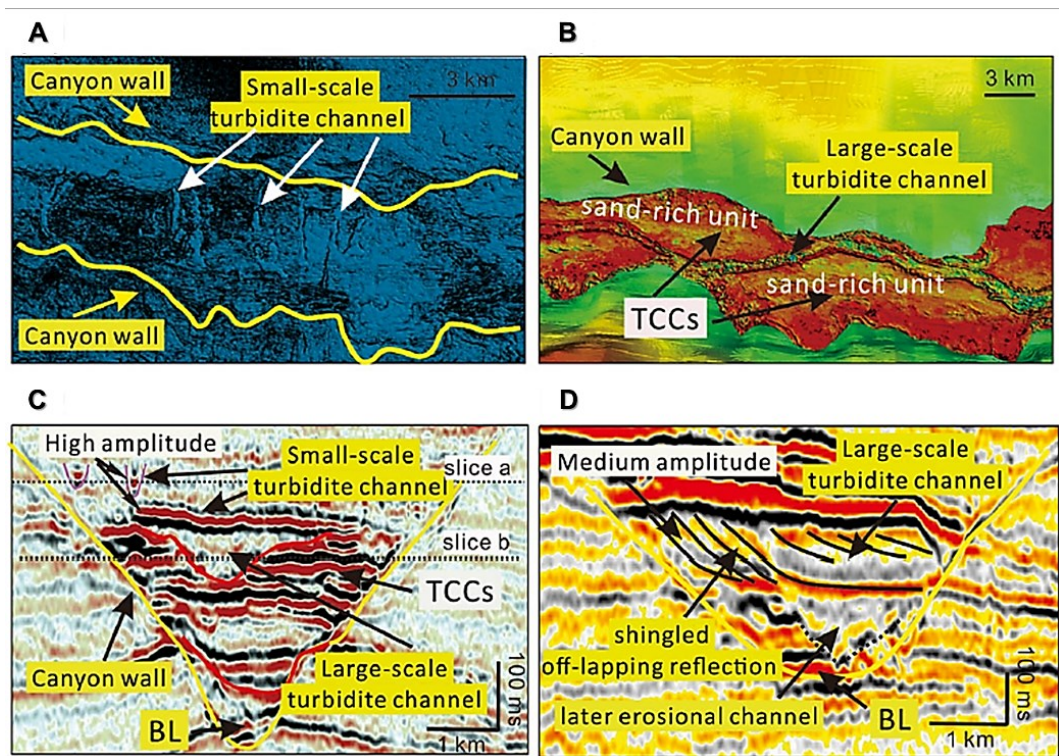 A
Canyon wall
Small-scale
turbidite channel
3 km
Canyon wall
B
3 km
Canyon wall
Large-scale
turbidite channel
sand-rich unit
sand-rich unit
TCCs
C
High amplitude
Small-scale
turbidite channel
slice a
slice b
TCCs
Canyon wall
Large-scale
turbidite channel
BL
1 km
100 ms
D
Medium amplitude
Large-scale
turbidite channel
shingled
off-lapping reflection
later erosional channel
BL
1 km
100 ms